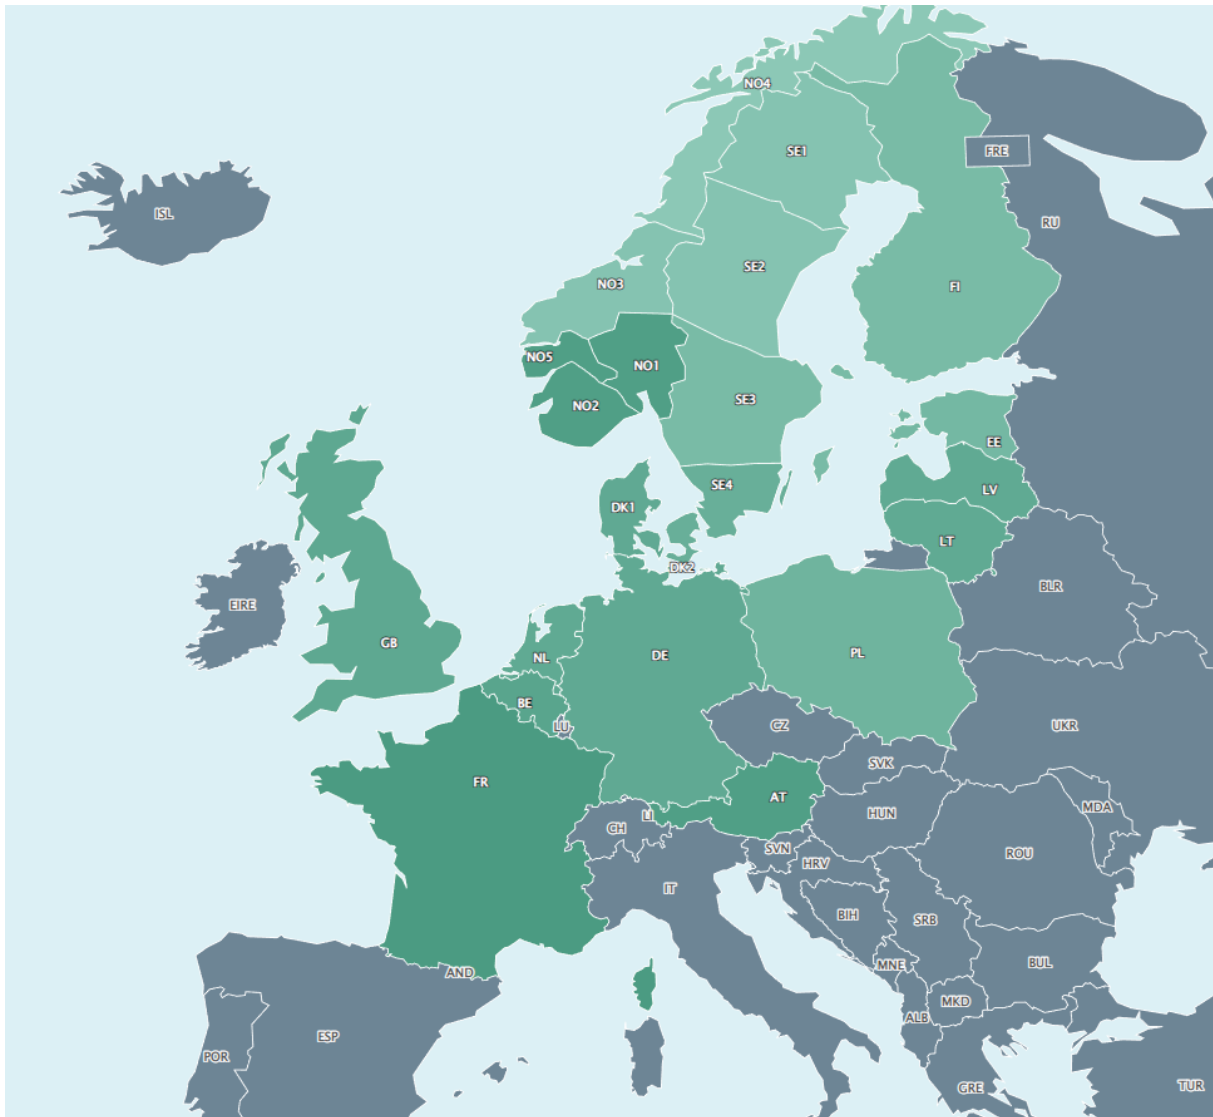 NO4
SE1
FRE
ISL
RU
SE2
NO3
FI
NO5
NO1
NO2
SE3
EE
SE4
LV
DK1
LT
DK2
BLR
EIRE
GB
NL
DE
PL
BE
LU
CZ
UKR
SVK
FR
AT
MDA
HUN
LI
CH
SVN
ROU
HRV
IT
BIH
SRB
MNE
BUL
AND
MKD
ALB
ESP
POR
GRE
TUR